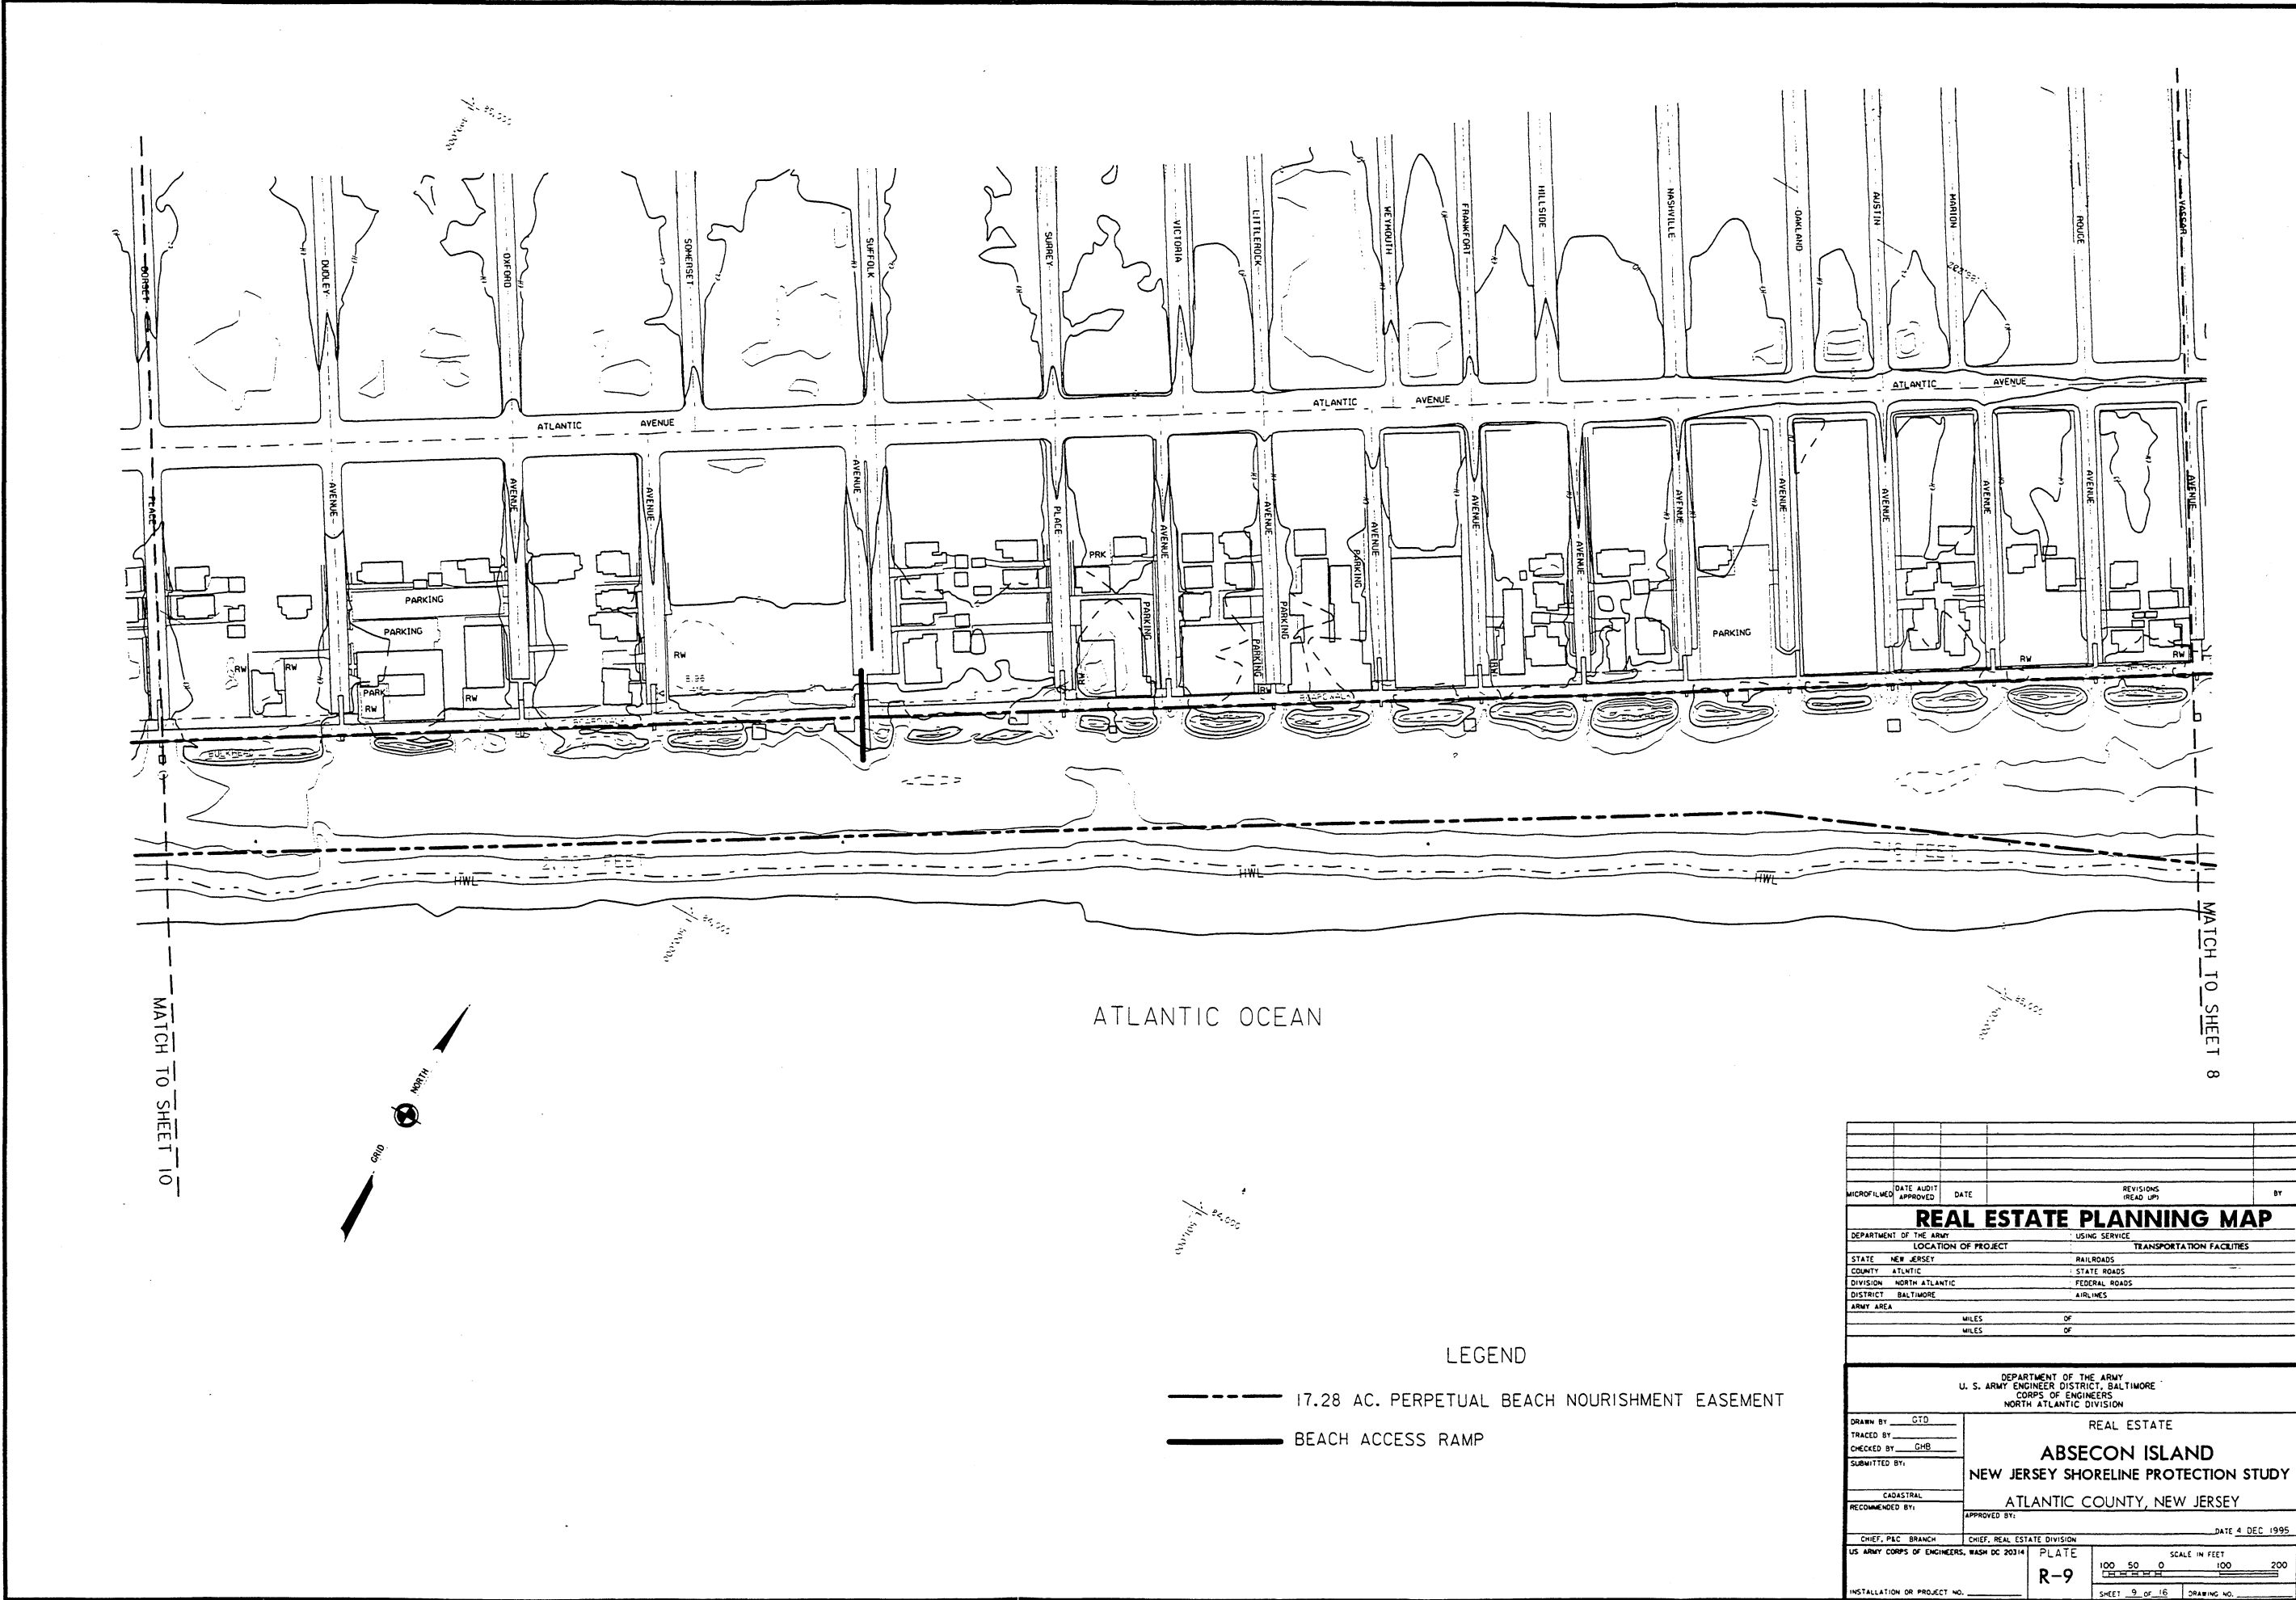 DORSET
DUDLEY
OXFORD
SOMERSET
SUFFOLK
SURREY
VICTORIA
LITTLEROCK
WEYMOUTH
FRANKFORT
HILLSIDE
NASHVILLE
OAKLAND
AUSTIN
MARION
ROUGE
VASSAR
ATLANTIC AVENUE
ATLANTIC AVENUE
ATLANTIC AVENUE
PLACE
AVENUE
AVENUE
AVENUE
AVENUE
PLACE
AVENUE
AVENUE
AVENUE
AVENUE
AVENUE
AVENUE
AVENUE
AVENUE
AVENUE
AVENUE
AVENUE
PRK
PARKING
PARKING
PARKING
PARKING
PARKING
PARKING
PARKING
PARK
RW
RW
RW
RW
RW
RW
RW
RW
RW
RW
BULKHEAD
HWL
HWL
HWL
ATLANTIC OCEAN
MATCH TO SHEET 10
MATCH TO SHEET 8
GRID NORTH
LEGEND
17.28 AC. PERPETUAL BEACH NOURISHMENT EASEMENT
BEACH ACCESS RAMP
MICROFILMED DATE AUDIT APPROVED DATE REVISIONS (READ UP) BY
REAL ESTATE PLANNING MAP
DEPARTMENT OF THE ARMY USING SERVICE
LOCATION OF PROJECT TRANSPORTATION FACILITIES
STATE NEW JERSEY RAILROADS
COUNTY ATLNTIC STATE ROADS
DIVISION NORTH ATLANTIC FEDERAL ROADS
DISTRICT BALTIMORE AIRLINES
ARMY AREA
MILES OF
MILES OF
DEPARTMENT OF THE ARMY
U. S. ARMY ENGINEER DISTRICT, BALTIMORE
CORPS OF ENGINEERS
NORTH ATLANTIC DIVISION
DRAWN BY GTD
TRACED BY
CHECKED BY GHB
SUBMITTED BY:
CADASTRAL
RECOMMENDED BY:
CHIEF, P&C BRANCH
REAL ESTATE
ABSECON ISLAND
NEW JERSEY SHORELINE PROTECTION STUDY
ATLANTIC COUNTY, NEW JERSEY
APPROVED BY:
DATE 4 DEC 1995
CHIEF, REAL ESTATE DIVISION
US ARMY CORPS OF ENGINEERS, WASH DC 20314
INSTALLATION OR PROJECT NO.
PLATE
R-9
SCALE IN FEET
100 50 0 100 200
SHEET 9 OF 16 DRAWING NO.